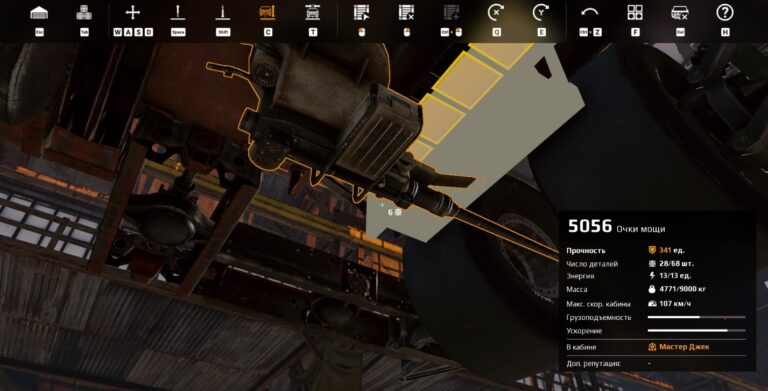 Esc Tab W A S D Space Shift C T Ctrl + Q E Ctrl + Z F Del H
6
5056 Очки мощи
Прочность 341 ед.
Число деталей 28/68 шт.
Энергия 13/13 ед.
Масса 4771/9000 кг
Макс. скор. кабины 107 км/ч
Грузоподъемность
Ускорение
В кабине Мастер Джек
Доп. репутация: -